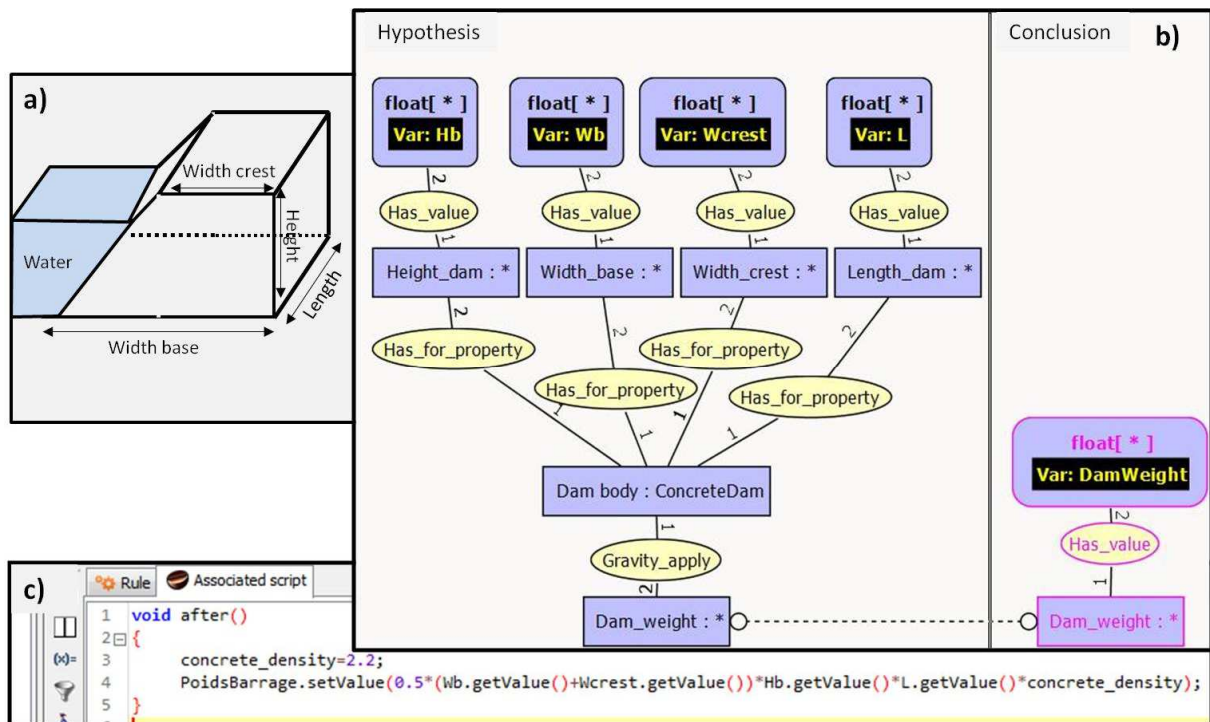 a)
Width crest
Height
Water
Length
Width base
Hypothesis
Conclusion
b)
float[ * ]
Var: Hb
float[ * ]
Var: Wb
float[ * ]
Var: Wcrest
float[ * ]
Var: L
2
2
2
2
Has_value
Has_value
Has_value
Has_value
1
1
1
1
Height_dam : *
Width_base : *
Width_crest : *
Length_dam : *
2
2
2
2
Has_for_property
Has_for_property
Has_for_property
Has_for_property
1
1
1
1
Dam body : ConcreteDam
1
Gravity_apply
2
Dam_weight : *
float[ * ]
Var: DamWeight
2
Has_value
1
Dam_weight : *
c)
Rule
Associated script
(x)=
1 void after()
2 {
3 concrete_density=2.2;
4 PoidsBarrage.setValue(0.5*(Wb.getValue()+Wcrest.getValue())*Hb.getValue()*L.getValue()*concrete_density);
5 }